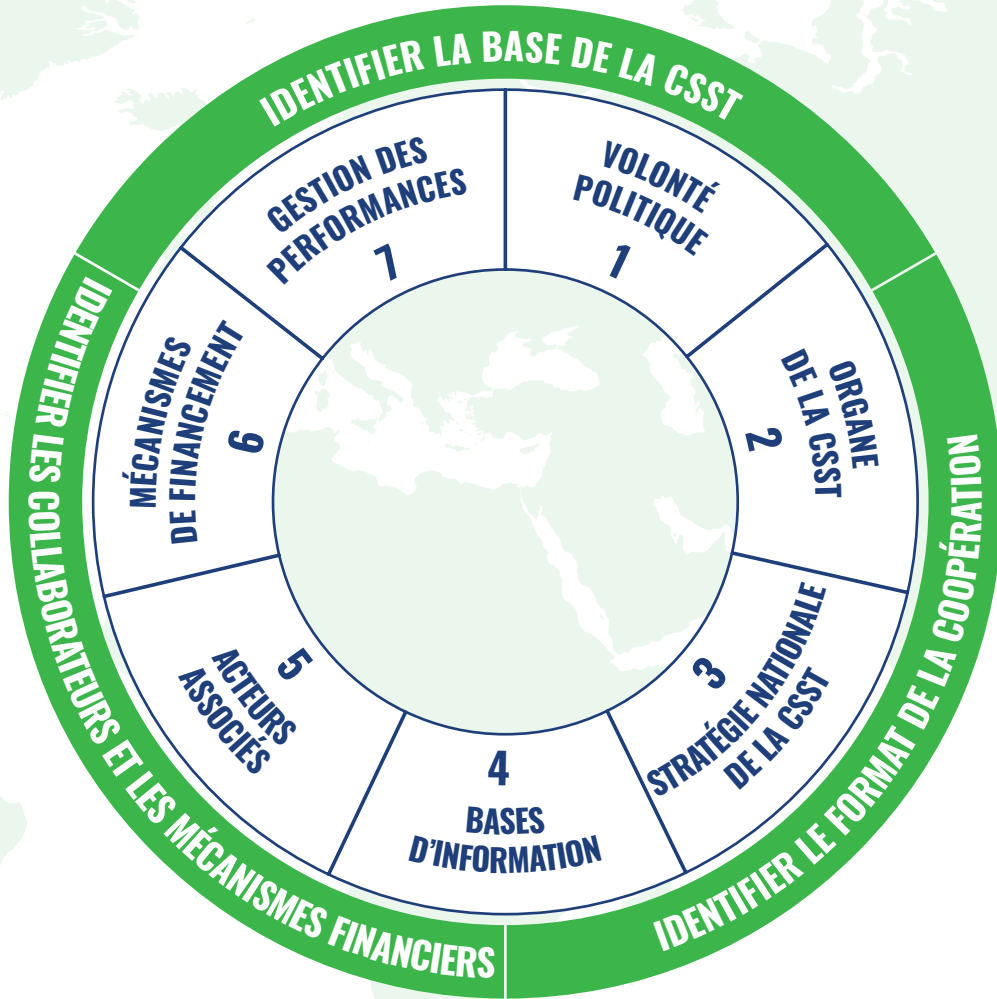 IDENTIFIER LA BASE DE LA CSST
IDENTIFIER LE FORMAT DE LA COOPÉRATION
IDENTIFIER LES COLLABORATEURS ET LES MÉCANISMES FINANCIERS
VOLONTÉ
POLITIQUE
1
ORGANE
DE LA CSST
2
3
STRATÉGIE NATIONALE
DE LA CSST
4
BASES
D'INFORMATION
5
ACTEURS
ASSOCIÉS
MÉCANISMES
DE FINANCEMENT
6
GESTION DES
PERFORMANCES
7